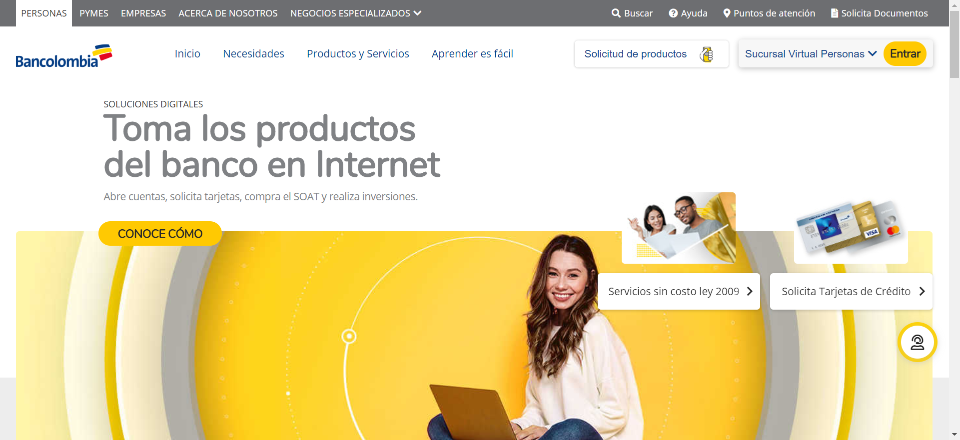 PERSONAS PYMES EMPRESAS ACERCA DE NOSOTROS NEGOCIOS ESPECIALIZADOS Buscar Ayuda Puntos de atención Solicita Documentos
Bancolombia Inicio Necesidades Productos y Servicios Aprender es fácil Solicitud de productos Sucursal Virtual Personas Entrar
SOLUCIONES DIGITALES
Toma los productos
del banco en Internet
Abre cuentas, solicita tarjetas, compra el SOAT y realiza inversiones.
CONOCE CÓMO
VISA
Servicios sin costo ley 2009 Solicita Tarjetas de Crédito